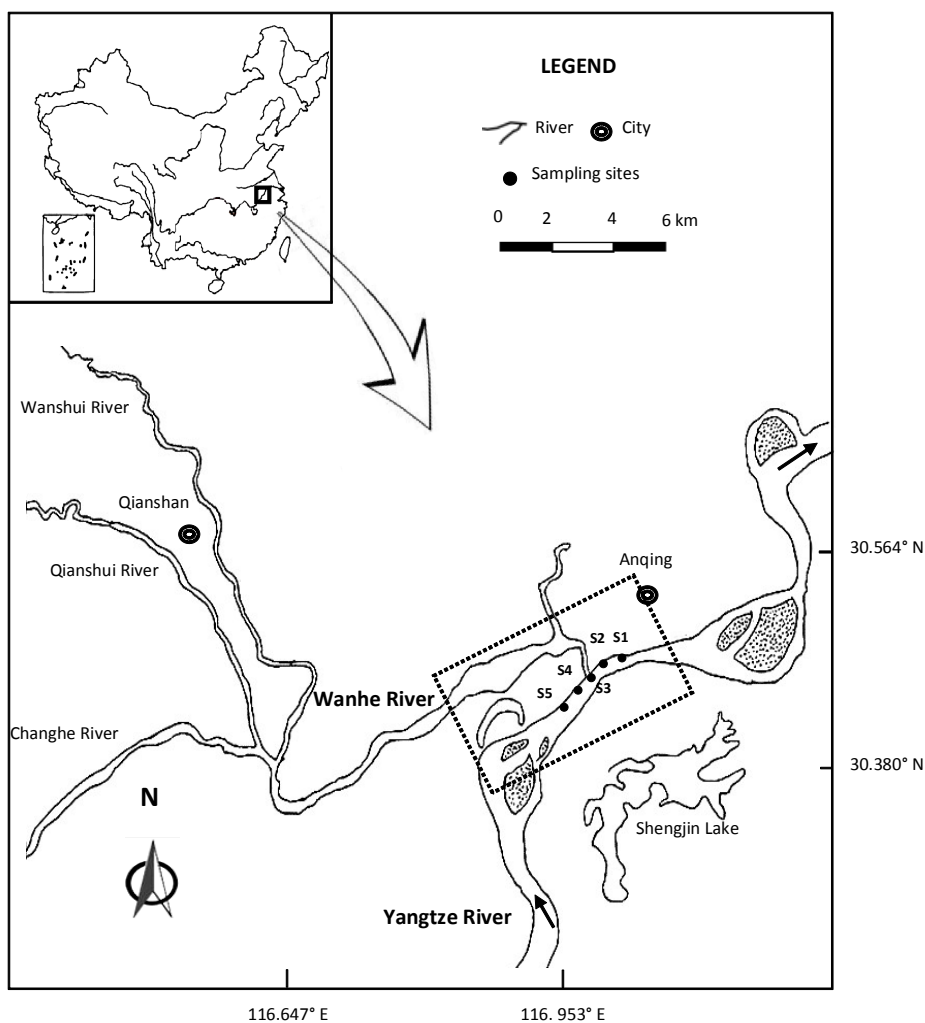 LEGEND
River
City
Sampling sites
0 2 4 6 km
Wanshui River
Qianshan
Qianshui River
30.564° N
Anqing
S2 S1
S4
S3
Wanhe River
S5
Changhe River
30.380° N
N
Shengjin Lake
Yangtze River
116.647° E
116. 953° E